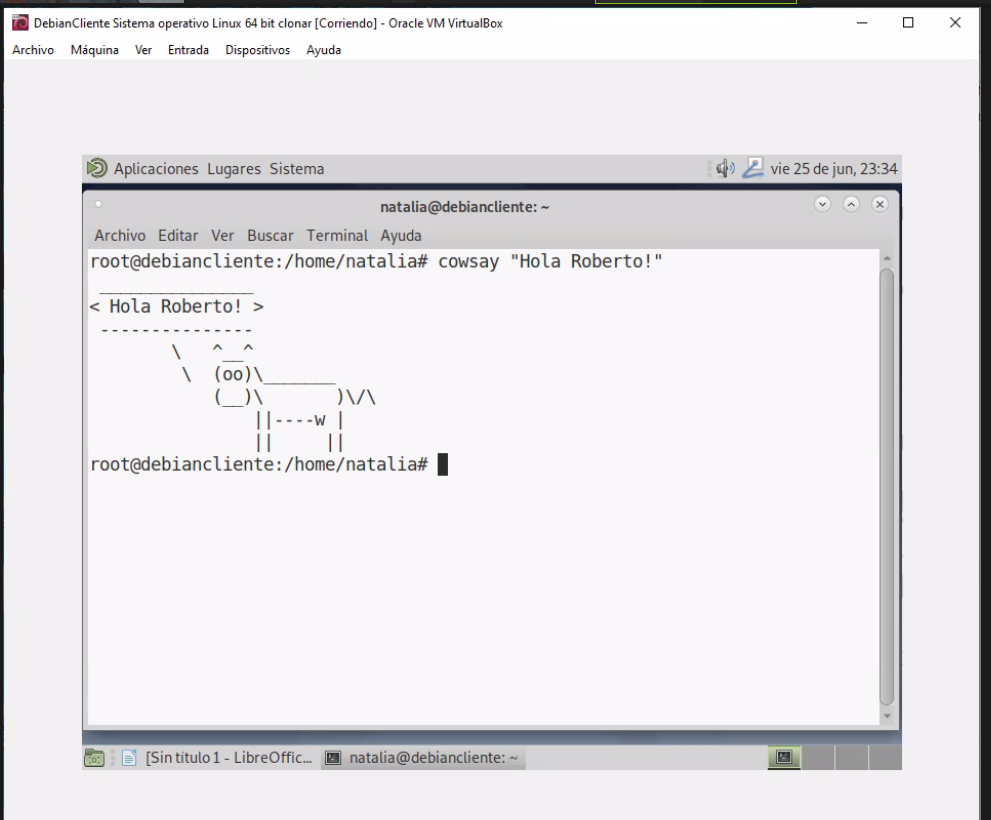 DebianCliente Sistema operativo Linux 64 bit clonar [Corriendo] - Oracle VM VirtualBox
Archivo Máquina Ver Entrada Dispositivos Ayuda
Aplicaciones Lugares Sistema vie 25 de jun, 23:34
natalia@debiancliente: ~
Archivo Editar Ver Buscar Terminal Ayuda
root@debiancliente:/home/natalia# cowsay "Hola Roberto!"
 _______________
< Hola Roberto! >
 ---------------
        \   ^__^
         \  (oo)\_______
            (__)\       )\/\
                ||----w |
                ||     ||
root@debiancliente:/home/natalia#
[Sin título 1 - LibreOffic... natalia@debiancliente: ~